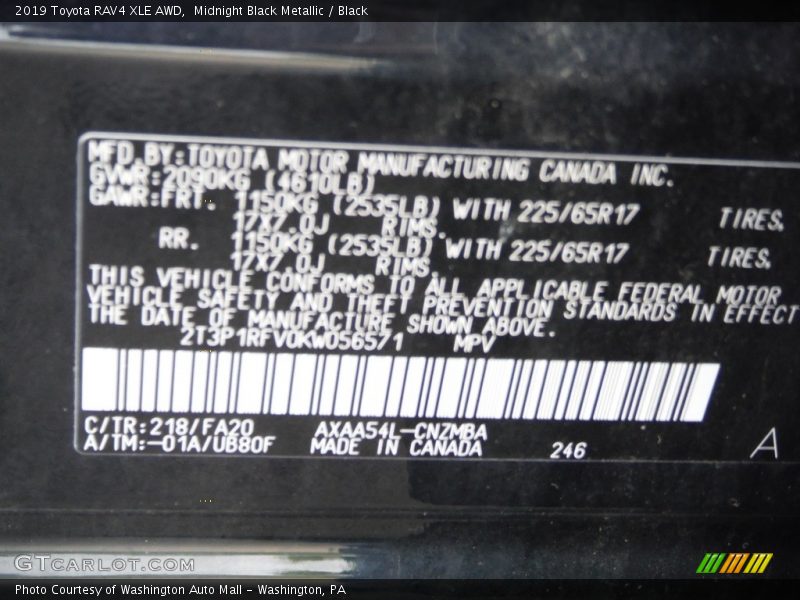 2019 Toyota RAV4 XLE AWD,  Midnight Black Metallic / Black
MFD.BY:TOYOTA MOTOR MANUFACTURING CANADA INC.
GVWR:2090KG (4610LB)
GAWR:FRT. 1150KG (2535LB) WITH 225/65R17 TIRES.
17X7.0J RIMS.
RR. 1150KG (2535LB) WITH 225/65R17 TIRES.
17X7.0J RIMS.
THIS VEHICLE CONFORMS TO ALL APPLICABLE FEDERAL MOTOR
VEHICLE SAFETY AND THEFT PREVENTION STANDARDS IN EFFECT
THE DATE OF MANUFACTURE SHOWN ABOVE.
2T3P1RFV0KW056571 MPV
C/TR:218/FA20 AXAA54L-CNZMBA
A/TM:-01A/UB80F MADE IN CANADA 246 A
GTCARLOT.COM
Photo Courtesy of Washington Auto Mall - Washington, PA